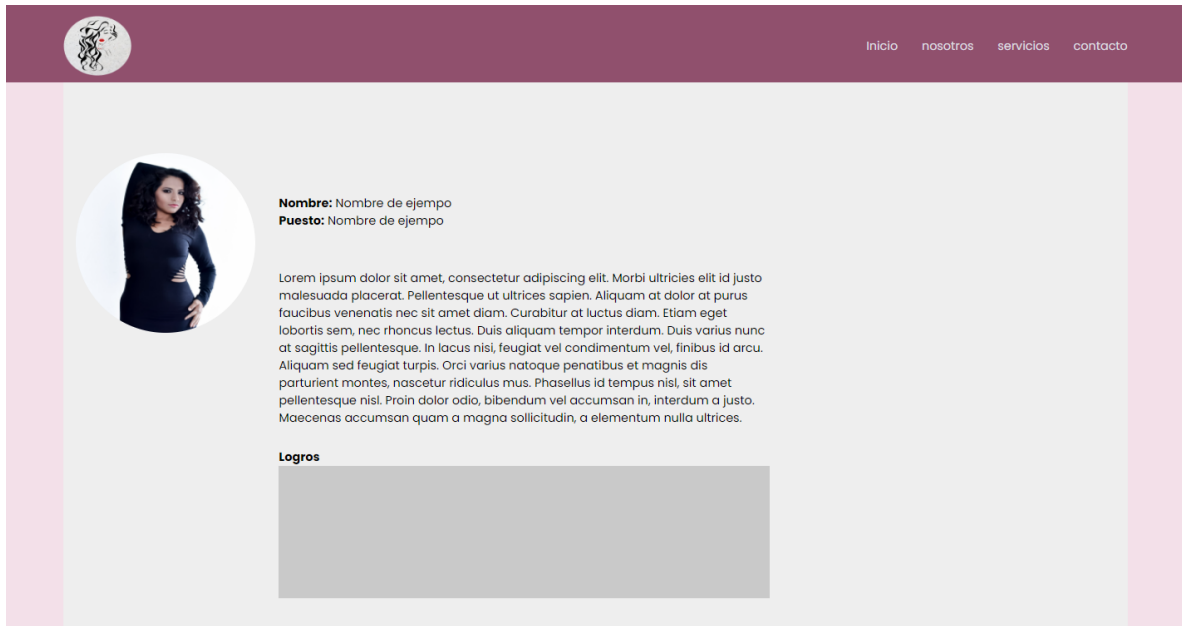 Inicio nosotros servicios contacto
Nombre: Nombre de ejempo
Puesto: Nombre de ejempo
Lorem ipsum dolor sit amet, consectetur adipiscing elit. Morbi ultricies elit id justo
malesuada placerat. Pellentesque ut ultrices sapien. Aliquam at dolor at purus
faucibus venenatis nec sit amet diam. Curabitur at luctus diam. Etiam eget
lobortis sem, nec rhoncus lectus. Duis aliquam tempor interdum. Duis varius nunc
at sagittis pellentesque. In lacus nisi, feugiat vel condimentum vel, finibus id arcu.
Aliquam sed feugiat turpis. Orci varius natoque penatibus et magnis dis
parturient montes, nascetur ridiculus mus. Phasellus id tempus nisl, sit amet
pellentesque nisl. Proin dolor odio, bibendum vel accumsan in, interdum a justo.
Maecenas accumsan quam a magna sollicitudin, a elementum nulla ultrices.
Logros